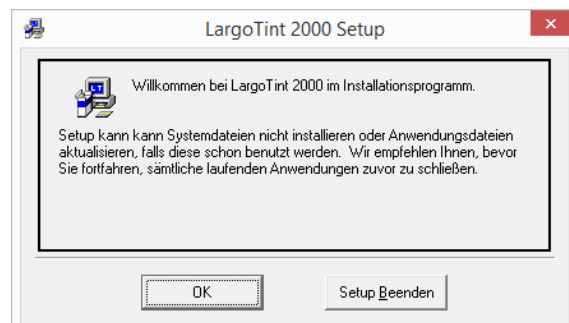 LargoTint 2000 Setup
LT
Willkommen bei LargoTint 2000 im Installationsprogramm.
Setup kann kann Systemdateien nicht installieren oder Anwendungsdateien
aktualisieren, falls diese schon benutzt werden. Wir empfehlen Ihnen, bevor
Sie fortfahren, sämtliche laufenden Anwendungen zuvor zu schließen.
OK
Setup Beenden